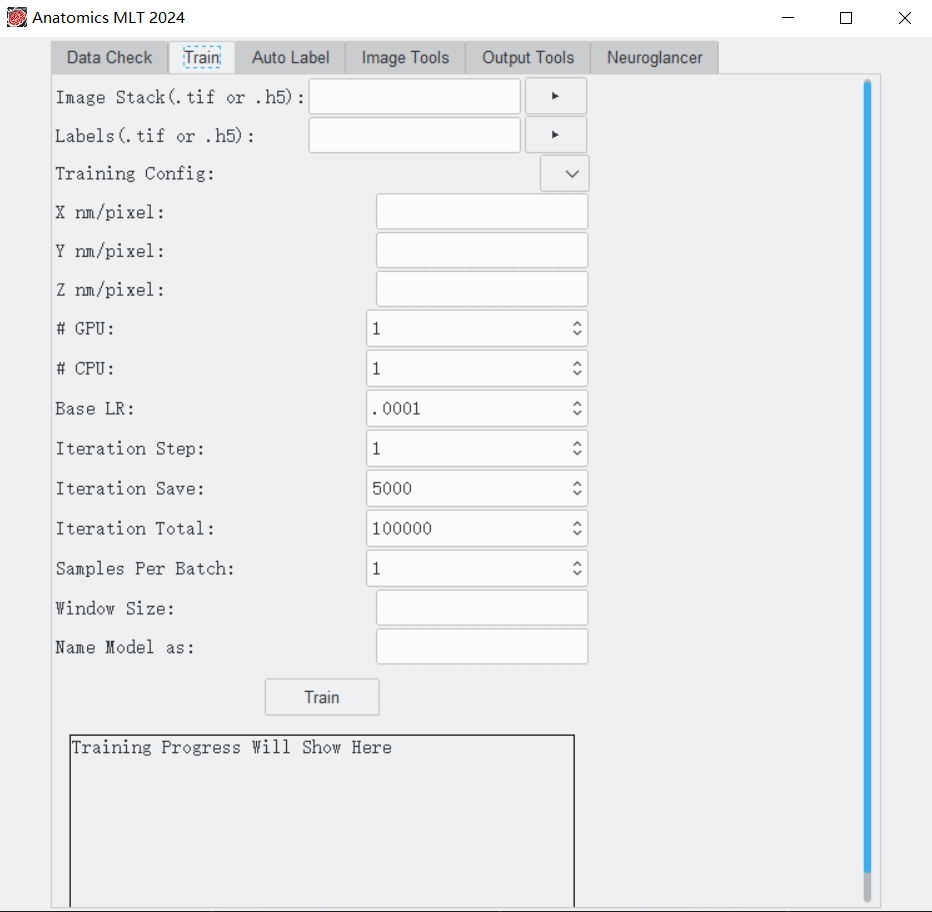 Anatomics MLT 2024
Data Check Train Auto Label Image Tools Output Tools Neuroglancer
Image Stack(.tif or .h5):
Labels(.tif or .h5):
Training Config:
X nm/pixel:
Y nm/pixel:
Z nm/pixel:
# GPU: 1
# CPU: 1
Base LR: .0001
Iteration Step: 1
Iteration Save: 5000
Iteration Total: 100000
Samples Per Batch: 1
Window Size:
Name Model as:
Train
Training Progress Will Show Here